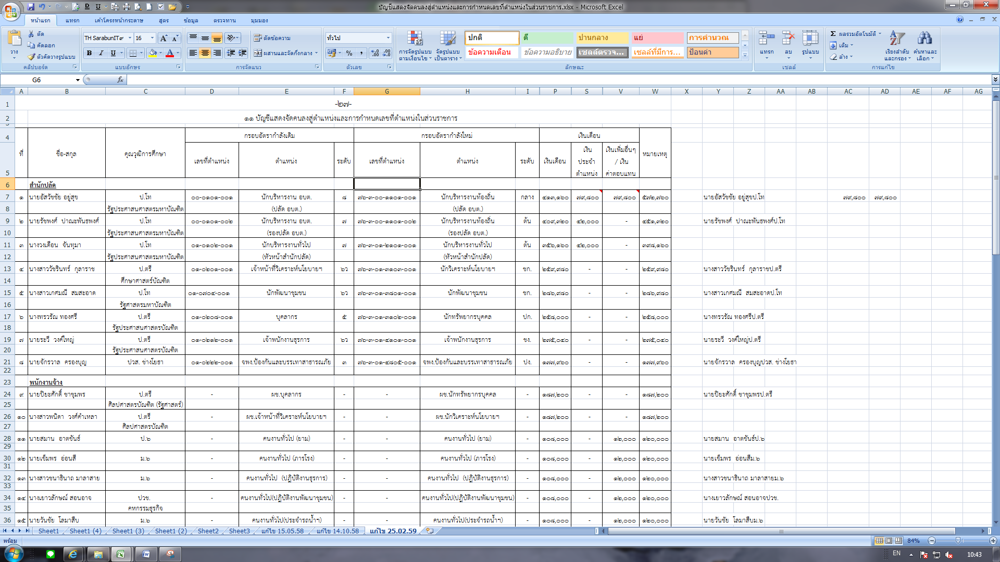 บัญชีแสดงจัดคนลงสู่ตำแหน่งและการกำหนดเลขที่ตำแหน่งในส่วนราชการ.xlsx - Microsoft Excel
หน้าแรก แทรก เค้าโครงหน้ากระดาษ สูตร ข้อมูล ตรวจทาน มุมมอง
วาง ตัด คัดลอก ตัวคัดวางรูปแบบ คลิปบอร์ด
TH SarabunIT๙ 16 แบบอักษร
ตัดข้อความ ผสานและจัดกึ่งกลาง การจัดแนว
ทั่วไป ตัวเลข
การจัดรูปแบบตามเงื่อนไข จัดรูปแบบเป็นตาราง
ปกติ ดี ปานกลาง แย่ การคำนวณ
ข้อความเตือน ข้อความอธิบาย เซลล์ตรวจ... เซลล์ที่มีการ... ป้อนค่า
ลักษณะ
แทรก ลบ รูปแบบ เซลล์
ผลรวมอัตโนมัติ เติม ล้าง เรียงลำดับและกรอง ค้นหาและเลือก การแก้ไข
G6 fx
A B C D E F G H I P S V W X Y Z AA AB AC AD AE AF AG
1 -๒๗-
2 ๑๑ บัญชีแสดงจัดคนลงสู่ตำแหน่งและการกำหนดเลขที่ตำแหน่งในส่วนราชการ
4 กรอบอัตรากำลังเดิม กรอบอัตรากำลังใหม่ เงินเดือน
5 ที่ ชื่อ-สกุล คุณวุฒิการศึกษา เลขที่ตำแหน่ง ตำแหน่ง ระดับ เลขที่ตำแหน่ง ตำแหน่ง ระดับ เงินเดือน เงินประจำตำแหน่ง เงินเพิ่มอื่นๆ / เงินค่าตอบแทน หมายเหตุ
6 สำนักปลัด
7 ๑ นายอัสวัชชัย อยู่สุข ป.โท ๐๐-๐๑๐๑-๐๐๑ นักบริหารงาน อบต. ๘ ๗๖-๓-๐๐-๑๑๐๑-๐๐๑ นักบริหารงานท้องถิ่น กลาง ๔๑๓,๑๖๐ ๗๙,๘๐๐ ๗๙,๘๐๐ ๕๗๒,๗๖๐ นายอัสวัชชัย อยู่สุขป.โท ๗๙,๘๐๐ ๗๙,๘๐๐
8 รัฐประศาสนศาสตรมหาบัณฑิต (ปลัด อบต.) (ปลัด อบต.)
9 ๒ นายรัชพงศ์ ปาณะพันธพงศ์ ป.โท ๐๐-๐๑๐๑-๐๐๒ นักบริหารงาน อบต. ๗ ๗๖-๓-๐๐-๑๑๐๑-๐๐๒ นักบริหารงานท้องถิ่น ต้น ๔๐๙,๓๒๐ ๔๒,๐๐๐ - ๔๕๑,๓๒๐ นายรัชพงศ์ ปาณะพันธพงศ์ป.โท
10 รัฐประศาสนศาสตรมหาบัณฑิต (รองปลัด อบต.) (รองปลัด อบต.)
11 ๓ นางวงเดือน จันทุมา ป.โท ๐๑-๐๑๐๒-๐๐๑ นักบริหารงานทั่วไป ๗ ๗๖-๓-๐๑-๒๑๐๑-๐๐๑ นักบริหารงานทั่วไป ต้น ๓๕๖,๑๖๐ ๔๒,๐๐๐ - ๓๙๘,๑๖๐
12 รัฐประศาสนศาสตรมหาบัณฑิต (หัวหน้าสำนักปลัด) (หัวหน้าสำนักปลัด)
13 ๔ นางสาววัชรินทร์ กุลาราช ป.ตรี ๐๑-๐๒๐๑-๐๐๑ เจ้าหน้าที่วิเคราะห์นโยบายฯ ๖ว ๗๖-๓-๐๑-๓๑๐๓-๐๐๑ นักวิเคราะห์นโยบายฯ ชก. ๒๕๙,๙๘๐ - - ๒๕๙,๙๘๐ นางสาววัชรินทร์ กุลาราชป.ตรี
14 ศึกษาศาสตร์บัณฑิต
15 ๕ นางสาวเกศมณี สมสะอาด ป.โท ๐๑-๐๗๐๔-๐๐๑ นักพัฒนาชุมชน ๖ว ๗๖-๓-๐๑-๓๘๐๑-๐๐๑ นักพัฒนาชุมชน ชก. ๒๘๖,๙๘๐ - - ๒๘๖,๙๘๐ นางสาวเกศมณี สมสะอาดป.โท
16 รัฐศาสตรมหาบัณฑิต
17 ๖ นางทรวรัณ ทองศรี ป.ตรี ๐๑-๐๒๐๘-๐๐๑ บุคลากร ๕ ๗๖-๓-๐๑-๓๑๐๒-๐๐๑ นักทรัพยากรบุคคล ปก. ๒๕๘,๐๐๐ - - ๒๕๘,๐๐๐ นางทรวรัณ ทองศรีป.ตรี
18 รัฐประศาสนศาสตรบัณฑิต
19 ๗ นายระวี วงค์ใหญ่ ป.ตรี ๐๑-๐๒๑๒-๐๐๑ เจ้าพนักงานธุรการ ๖ว ๗๖-๓-๐๑-๔๑๐๑-๐๐๑ เจ้าพนักงานธุรการ ชง. ๒๗๕,๐๔๐ - - ๒๗๕,๐๔๐ นายระวี วงค์ใหญ่ป.ตรี
20 รัฐประศาสนศาสตรบัณฑิต
21 ๘ นายจักรวาล ครองบุญ ปวส. ช่างโยธา ๐๑-๐๒๒๒-๐๐๑ จพง.ป้องกันและบรรเทาสาธารณภัย ๓ ๗๖-๓-๐๑-๔๘๐๕-๐๐๑ จพง.ป้องกันและบรรเทาสาธารณภัย ปง. ๑๗๗,๙๖๐ - - ๑๗๗,๙๖๐ นายจักรวาล ครองบุญปวส. ช่างโยธา
22
23 พนักงานจ้าง
24 ๙ นายปิยะศักดิ์ ชาชุมพร ป.ตรี - ผช.บุคลากร - - ผช.นักทรัพยากรบุคคล - ๑๘๗,๒๐๐ - - ๑๘๗,๒๐๐ นายปิยะศักดิ์ ชาชุมพรป.ตรี
25 ศิลปศาสตรบัณฑิต (รัฐศาสตร์)
26 ๑๐ นางสาวพนิดา วงศ์คำเหลา ป.ตรี - ผช.เจ้าหน้าที่วิเคราะห์นโยบายฯ - - ผช.นักวิเคราะห์นโยบายฯ - ๑๘๗,๒๐๐ - - ๑๘๗,๒๐๐
27 ศิลปศาสตรบัณฑิต
28 ๑๑ นายสมาน อาตขันธ์ ป.๖ - คนงานทั่วไป (ยาม) - - คนงานทั่วไป (ยาม) - ๑๐๘,๐๐๐ - ๑๒,๐๐๐ ๑๒๐,๐๐๐ นายสมาน อาตขันธ์ป.๖
29
30 ๑๒ นายเข็มพร อ่อนสี ม.๖ - คนงานทั่วไป (ภารโรง) - - คนงานทั่วไป (ภารโรง) - ๑๐๘,๐๐๐ - ๑๒,๐๐๐ ๑๒๐,๐๐๐ นายเข็มพร อ่อนสีม.๖
31
32 ๑๓ นางสาวชนาธินาถ มาลาสาย ม.๖ - คนงานทั่วไป (ปฎิบัติงานธุรการ) - - คนงานทั่วไป (ปฎิบัติงานธุรการ) - ๑๐๘,๐๐๐ - ๑๒,๐๐๐ ๑๒๐,๐๐๐ นางสาวชนาธินาถ มาลาสายม.๖
33
34 ๑๔ นางเยาวลักษณ์ สอนอาจ ปวช. - คนงานทั่วไป(ปฎิบัติงานพัฒนาชุมชน) - - คนงานทั่วไป(ปฎิบัติงานพัฒนาชุมชน) - ๑๐๘,๐๐๐ - ๑๒,๐๐๐ ๑๒๐,๐๐๐ นางเยาวลักษณ์ สอนอาจปวช.
35 คหกรรมธุรกิจ
36 ๑๕ นายวันชัย โลมาสืบ ม.๖ - คนงานทั่วไป(ประจำรถน้ำฯ) - - คนงานทั่วไป(ประจำรถน้ำฯ) - ๑๐๘,๐๐๐ - ๑๒,๐๐๐ ๑๒๐,๐๐๐ นายวันชัย โลมาสืบม.๖
Sheet1 Sheet1 (4) Sheet1 (3) Sheet1 (2) Sheet2 Sheet3 แก้ไข 15.05.58 แก้ไข 14.10.58 แก้ไข 25.02.59
พร้อม 84%
EN 10:43